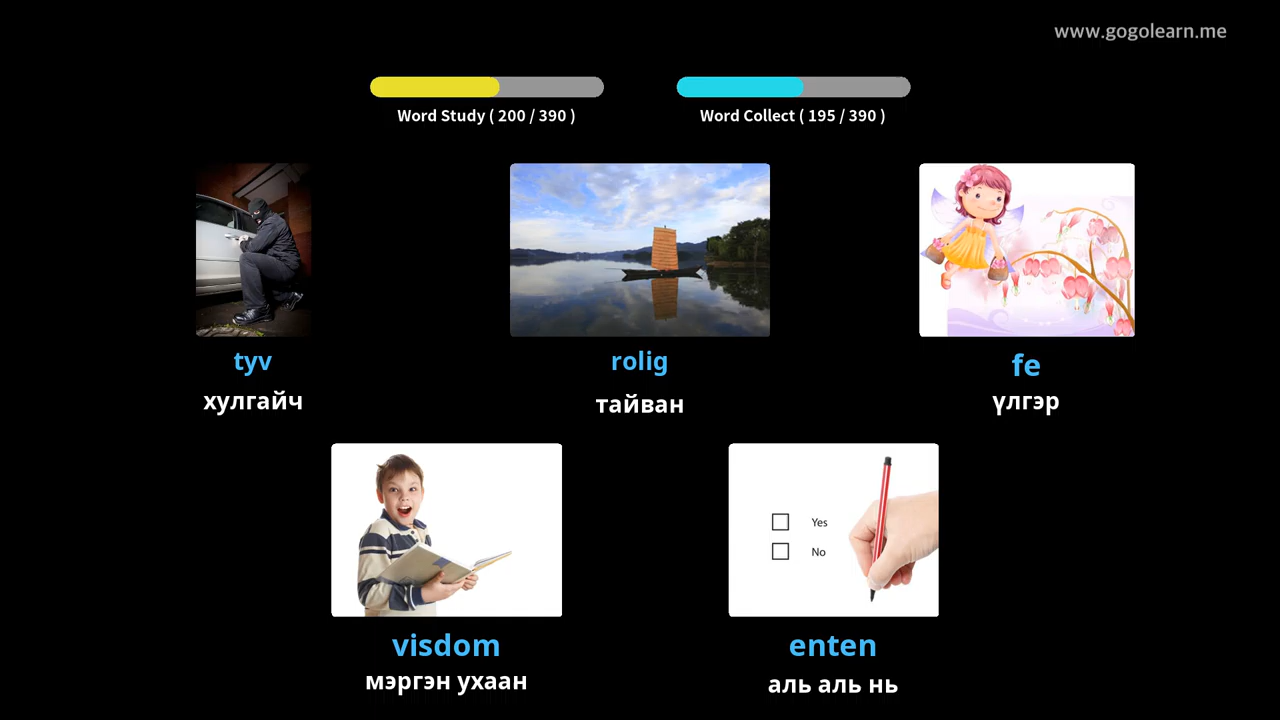 www.gogolearn.me
Word Study ( 200 / 390 )
Word Collect ( 195 / 390 )
tyv
хулгайч
rolig
тайван
fe
үлгэр
Yes
No
visdom
мэргэн ухаан
enten
аль аль нь